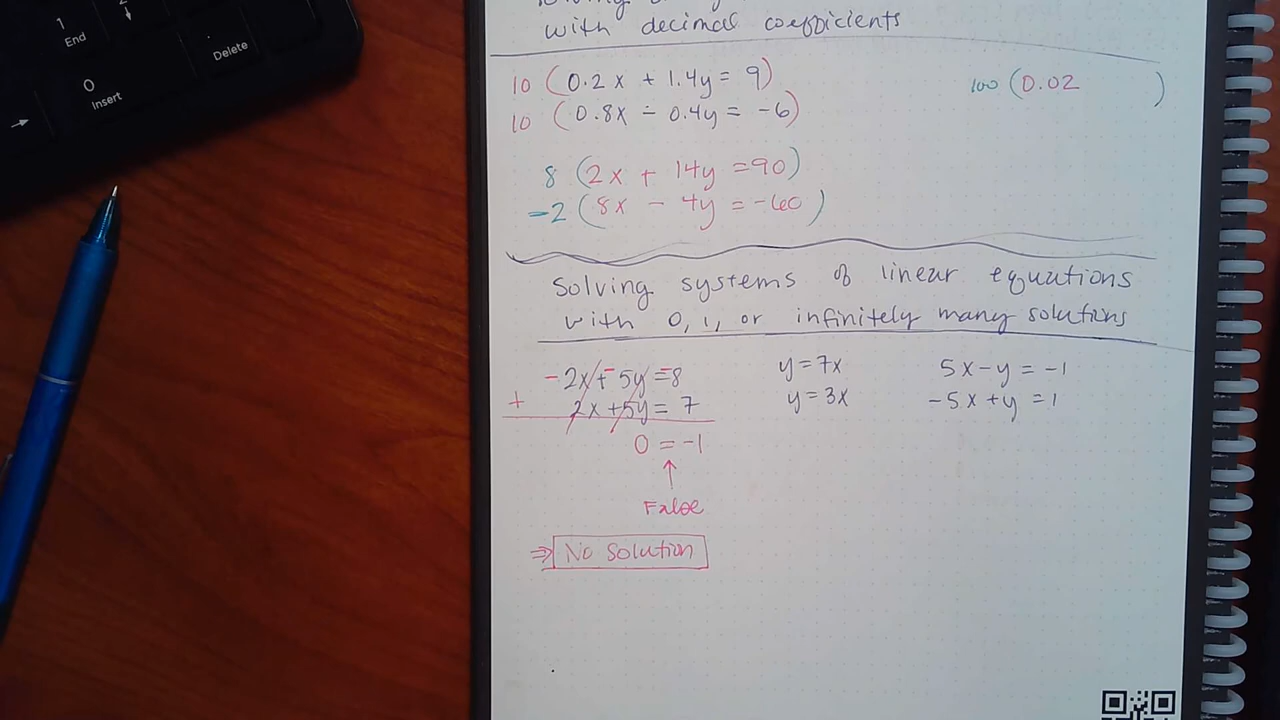 1
End
2
↓
Delete
0
Insert
→
with decimal coefficients
10 (0.2x + 1.4y = 9)
10 (0.8x - 0.4y = -6)
100 (0.02 )
8 (2x + 14y = 90)
-2 (8x - 4y = -60)
Solving systems of linear equations
with 0, 1, or infinitely many solutions
-2x + -5y = -8
+ 2x + 5y = 7
0 = -1
↑
False
⇒ No Solution
y = 7x
y = 3x
5x - y = -1
-5x + y = 1